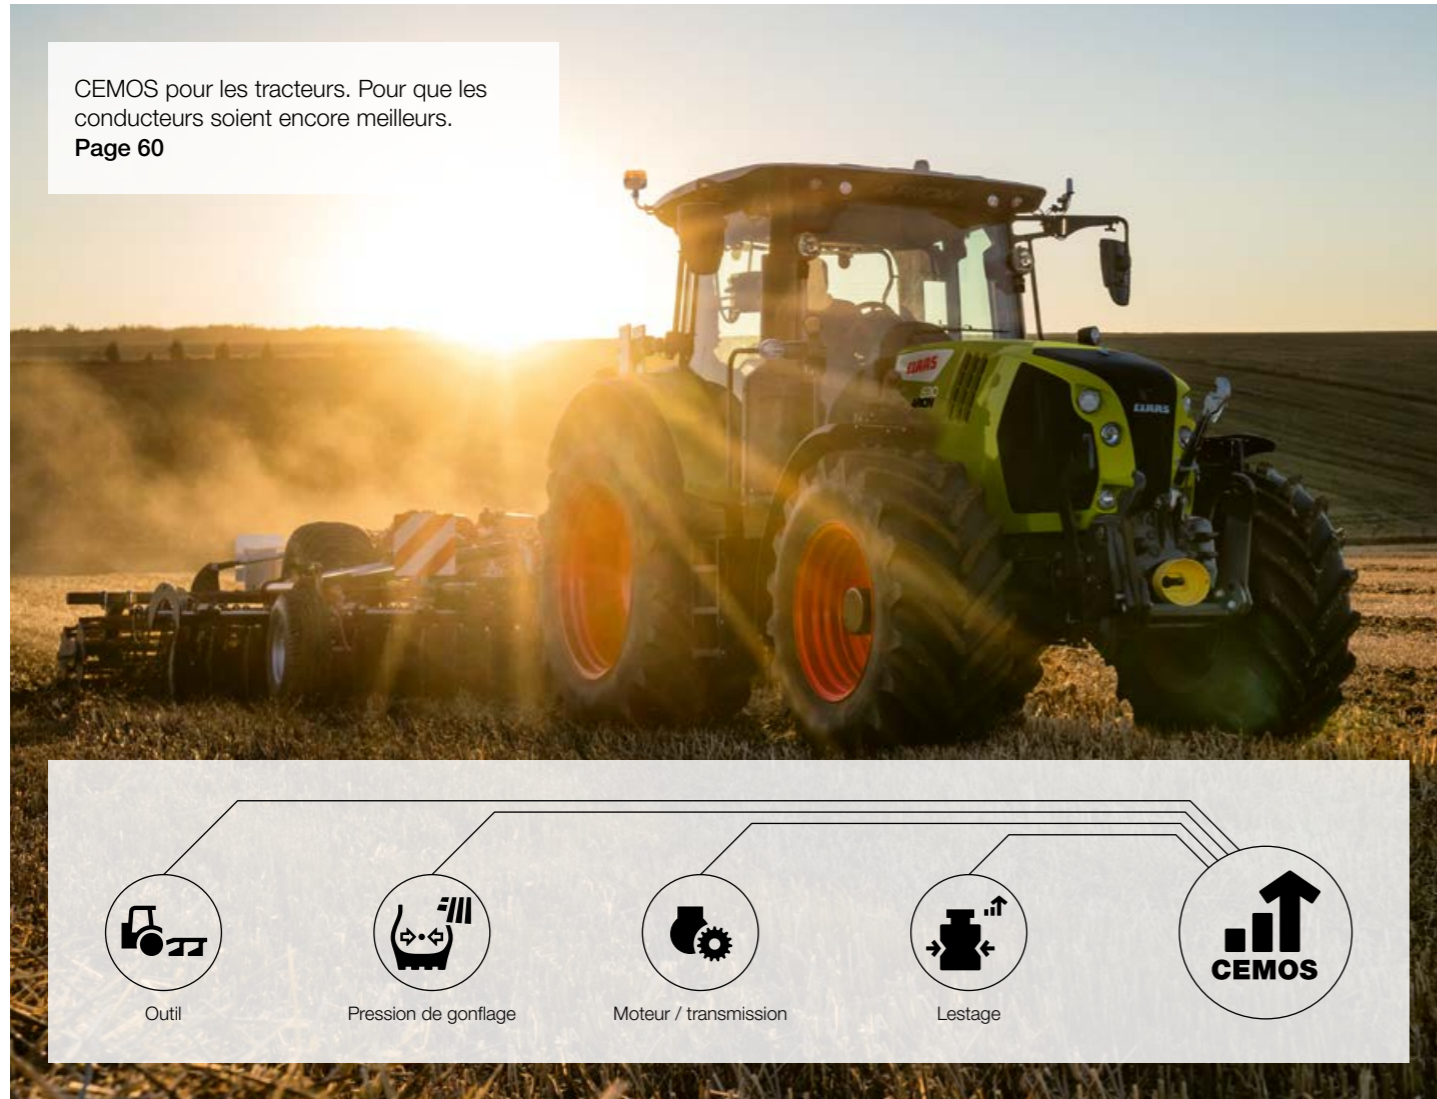 CEMOS pour les tracteurs. Pour que les
conducteurs soient encore meilleurs.
Page 60
CLAAS
ARION
CLAAS
CEMOS
Outil
Pression de gonflage
Moteur / transmission
Lestage